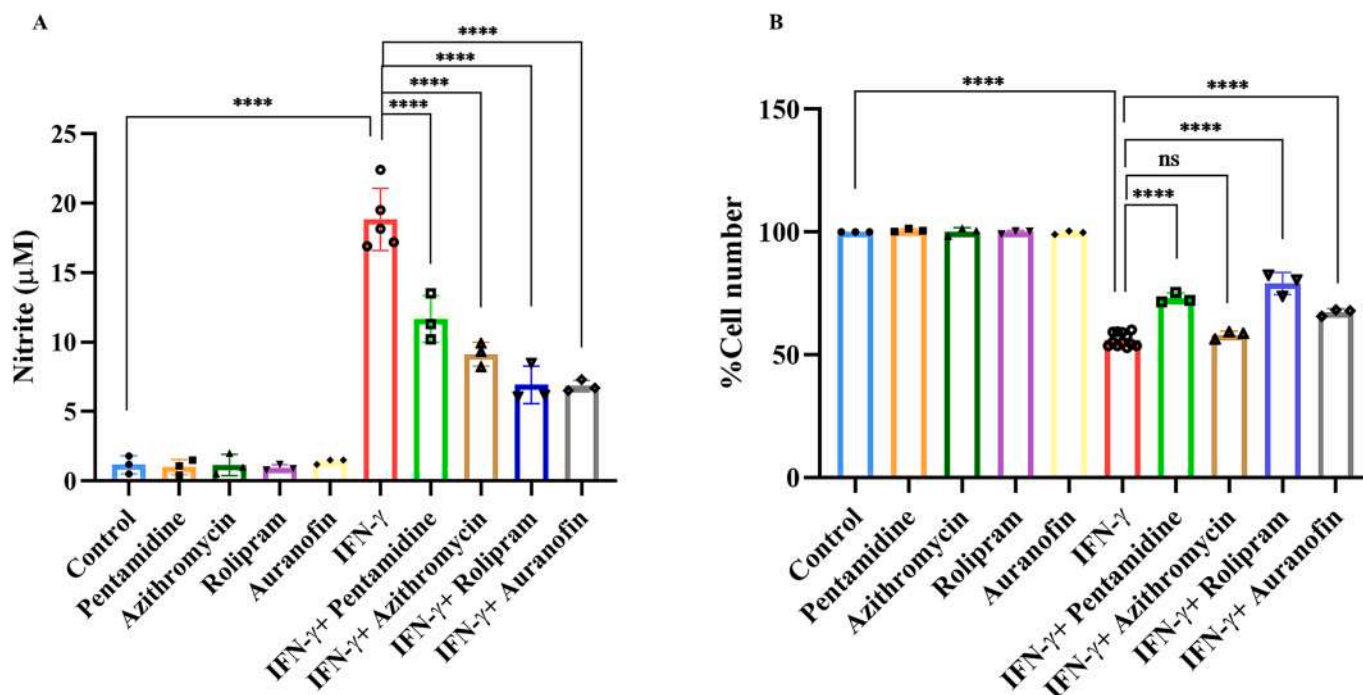 A
****
****
****
****
****
Nitrite (μM)
25
20
15
10
5
0
Control
Pentamidine
Azithromycin
Rolipram
Auranofin
IFN-γ
IFN-γ+ Pentamidine
IFN-γ+ Azithromycin
IFN-γ+ Rolipram
IFN-γ+ Auranofin
B
****
****
****
ns
****
%Cell number
150
100
50
0
Control
Pentamidine
Azithromycin
Rolipram
Auranofin
IFN-γ
IFN-γ+ Pentamidine
IFN-γ+ Azithromycin
IFN-γ+ Rolipram
IFN-γ+ Auranofin